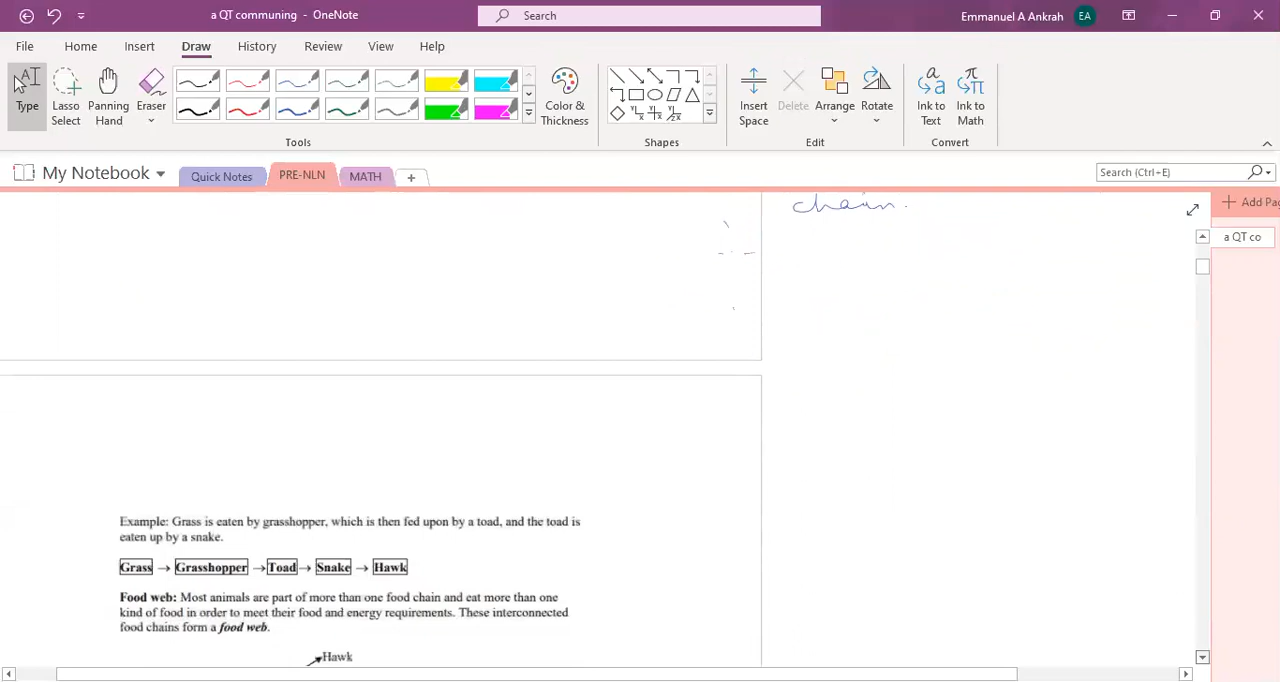 a QT communing - OneNote
Search
Emmanuel A Ankrah
EA
File
Home
Insert
Draw
History
Review
View
Help
Type
Lasso
Select
Panning
Hand
Eraser
Color &
Thickness
Insert
Space
Delete
Arrange
Rotate
Ink to
Text
Ink to
Math
Tools
Shapes
Edit
Convert
My Notebook
Quick Notes
PRE-NLN
MATH
Search (Ctrl+E)
chain.
Add Pag
a QT co
Example: Grass is eaten by grasshopper, which is then fed upon by a toad, and the toad is
eaten up by a snake.
Grass → Grasshopper → Toad → Snake → Hawk
Food web: Most animals are part of more than one food chain and eat more than one
kind of food in order to meet their food and energy requirements. These interconnected
food chains form a food web.
Hawk